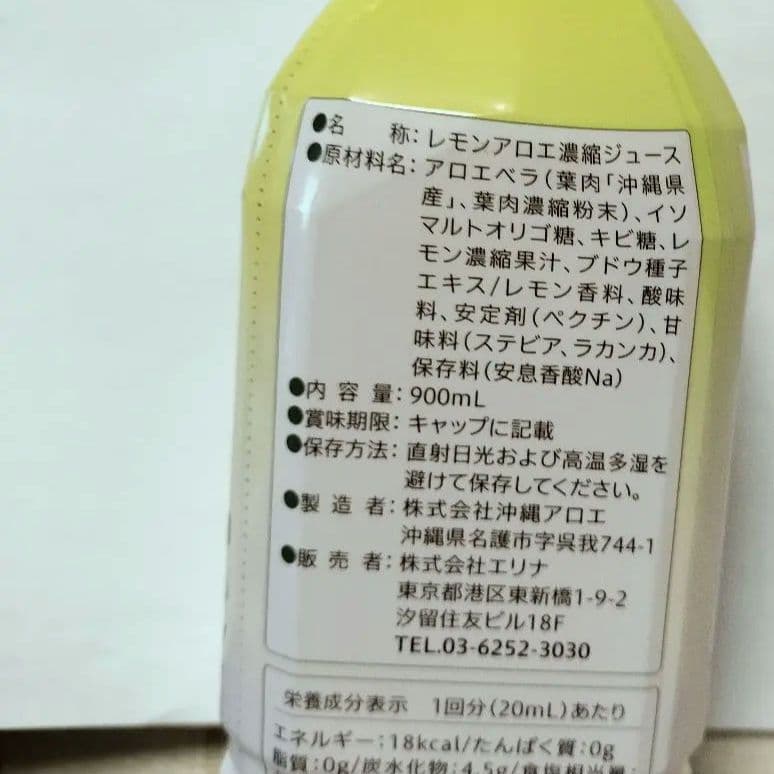 ●名　　称：レモンアロエ濃縮ジュース
●原材料名：アロエベラ(葉肉「沖縄県
産」、葉肉濃縮粉末)、イソ
マルトオリゴ糖、キビ糖、レ
モン濃縮果汁、ブドウ種子
エキス/レモン香料、酸味
料、安定剤(ペクチン)、甘
味料(ステビア、ラカンカ)、
保存料(安息香酸Na)
●内 容 量：900mL
●賞味期限：キャップに記載
●保存方法：直射日光および高温多湿を
避けて保存してください。
●製 造 者：株式会社沖縄アロエ
沖縄県名護市字呉我744-1
●販 売 者：株式会社エリナ
東京都港区東新橋1-9-2
汐留住友ビル18F
TEL.03-6252-3030
栄養成分表示　1回分(20mL)あたり
エネルギー：18kcal/たんぱく質：0g
脂質：0g/炭水化物：4.5g/食塩相当量：